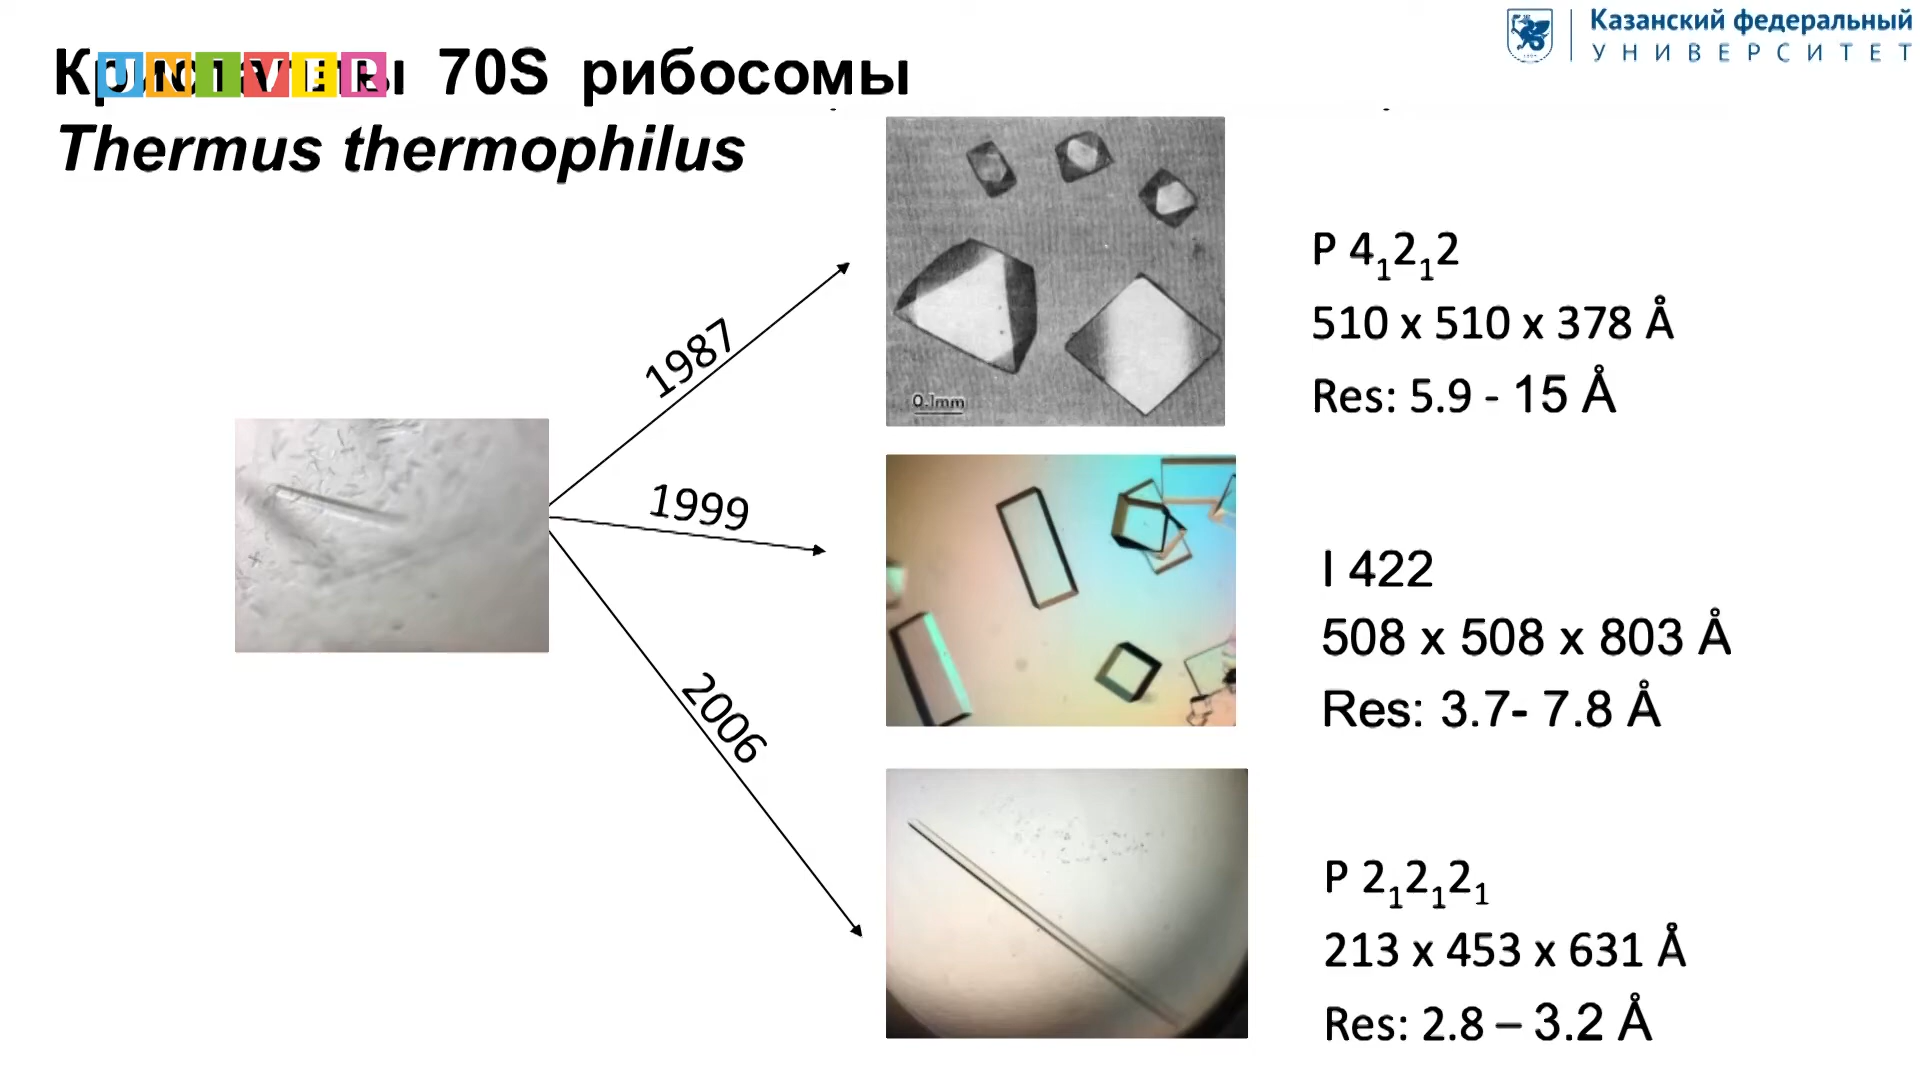 Казанский федеральный
УНИВЕРСИТЕТ
UNIVER
70S рибосомы
Thermus thermophilus
1987
1999
2006
0.1mm
P 4₁2₁2
510 x 510 x 378 Å
Res: 5.9 - 15 Å
I 422
508 x 508 x 803 Å
Res: 3.7- 7.8 Å
P 2₁2₁2₁
213 x 453 x 631 Å
Res: 2.8 – 3.2 Å